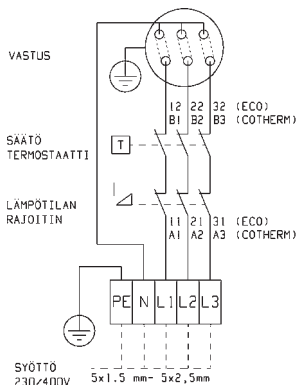 VASTUS
12 22 32 (ECO)
B1 B2 B3 (COTHERM)
SÄÄTÖ
TERMOSTAATTI
T
LÄMPÖTILAN
RAJOITIN
11 21 31 (ECO)
A1 A2 A3 (COTHERM)
PE N L1 L2 L3
SYÖTTÖ
230/400V
5x1.5 mm- 5x2,5mm